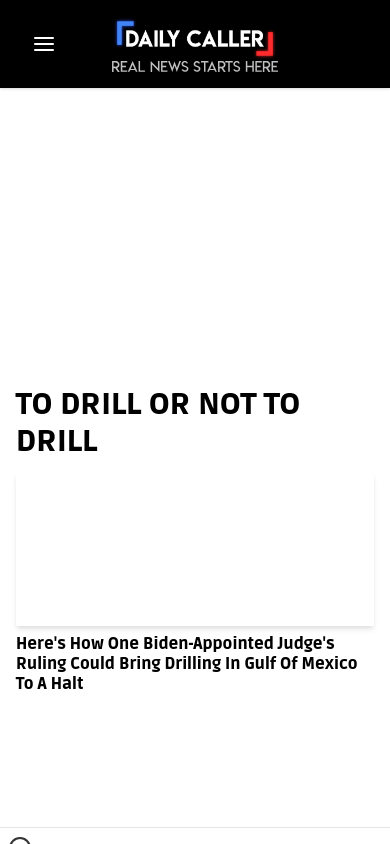 DAILY CALLER
REAL NEWS STARTS HERE
TO DRILL OR NOT TO
DRILL
Here's How One Biden-Appointed Judge's
Ruling Could Bring Drilling In Gulf Of Mexico
To A Halt